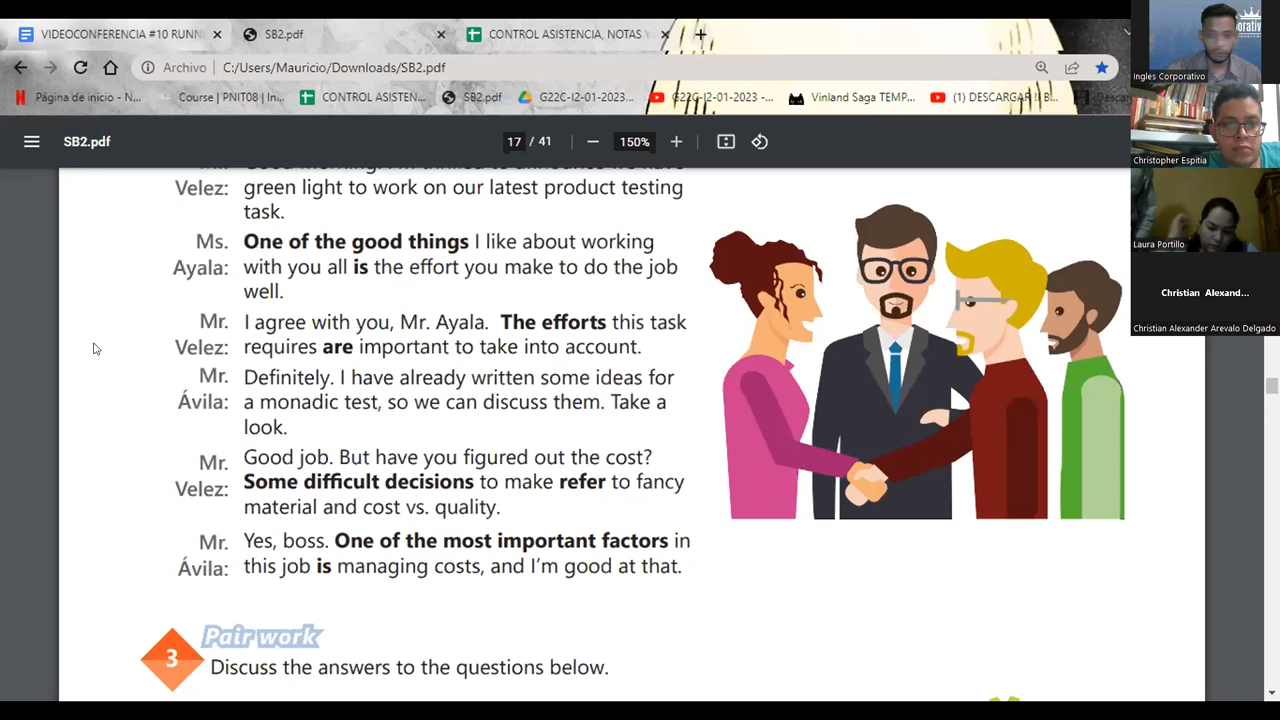 VIDEOCONFERENCIA #10 RUNN
SB2.pdf
CONTROL ASISTENCIA, NOTAS Y
Archivo C:/Users/Mauricio/Downloads/SB2.pdf
Página de inicio - N...
Course | PNIT08 | In...
CONTROL ASISTEN...
SB2.pdf
G22C-I2-01-2023...
G22C-I2-01-2023 -...
Vinland Saga TEMP...
(1) DESCARGAR !! B...
SB2.pdf
17 / 41
150%
Velez: green light to work on our latest product testing
task.
Ms. One of the good things I like about working
Ayala: with you all is the effort you make to do the job
well.
Mr. I agree with you, Mr. Ayala. The efforts this task
Velez: requires are important to take into account.
Mr. Definitely. I have already written some ideas for
Ávila: a monadic test, so we can discuss them. Take a
look.
Mr. Good job. But have you figured out the cost?
Velez: Some difficult decisions to make refer to fancy
material and cost vs. quality.
Mr. Yes, boss. One of the most important factors in
Ávila: this job is managing costs, and I'm good at that.
3 Pair work
Discuss the answers to the questions below.
Ingles Corporativo
Christopher Espitia
Laura Portillo
Christian Alexand...
Christian Alexander Arevalo Delgado